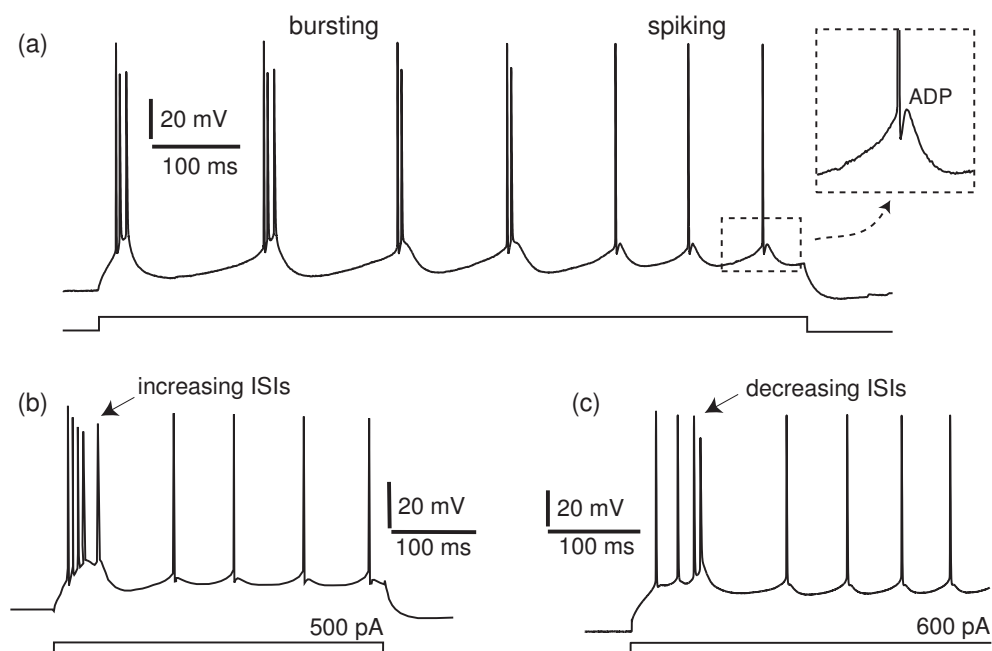 (a)
bursting
spiking
ADP
20 mV
100 ms
(b)
increasing ISIs
20 mV
100 ms
500 pA
(c)
decreasing ISIs
20 mV
100 ms
600 pA